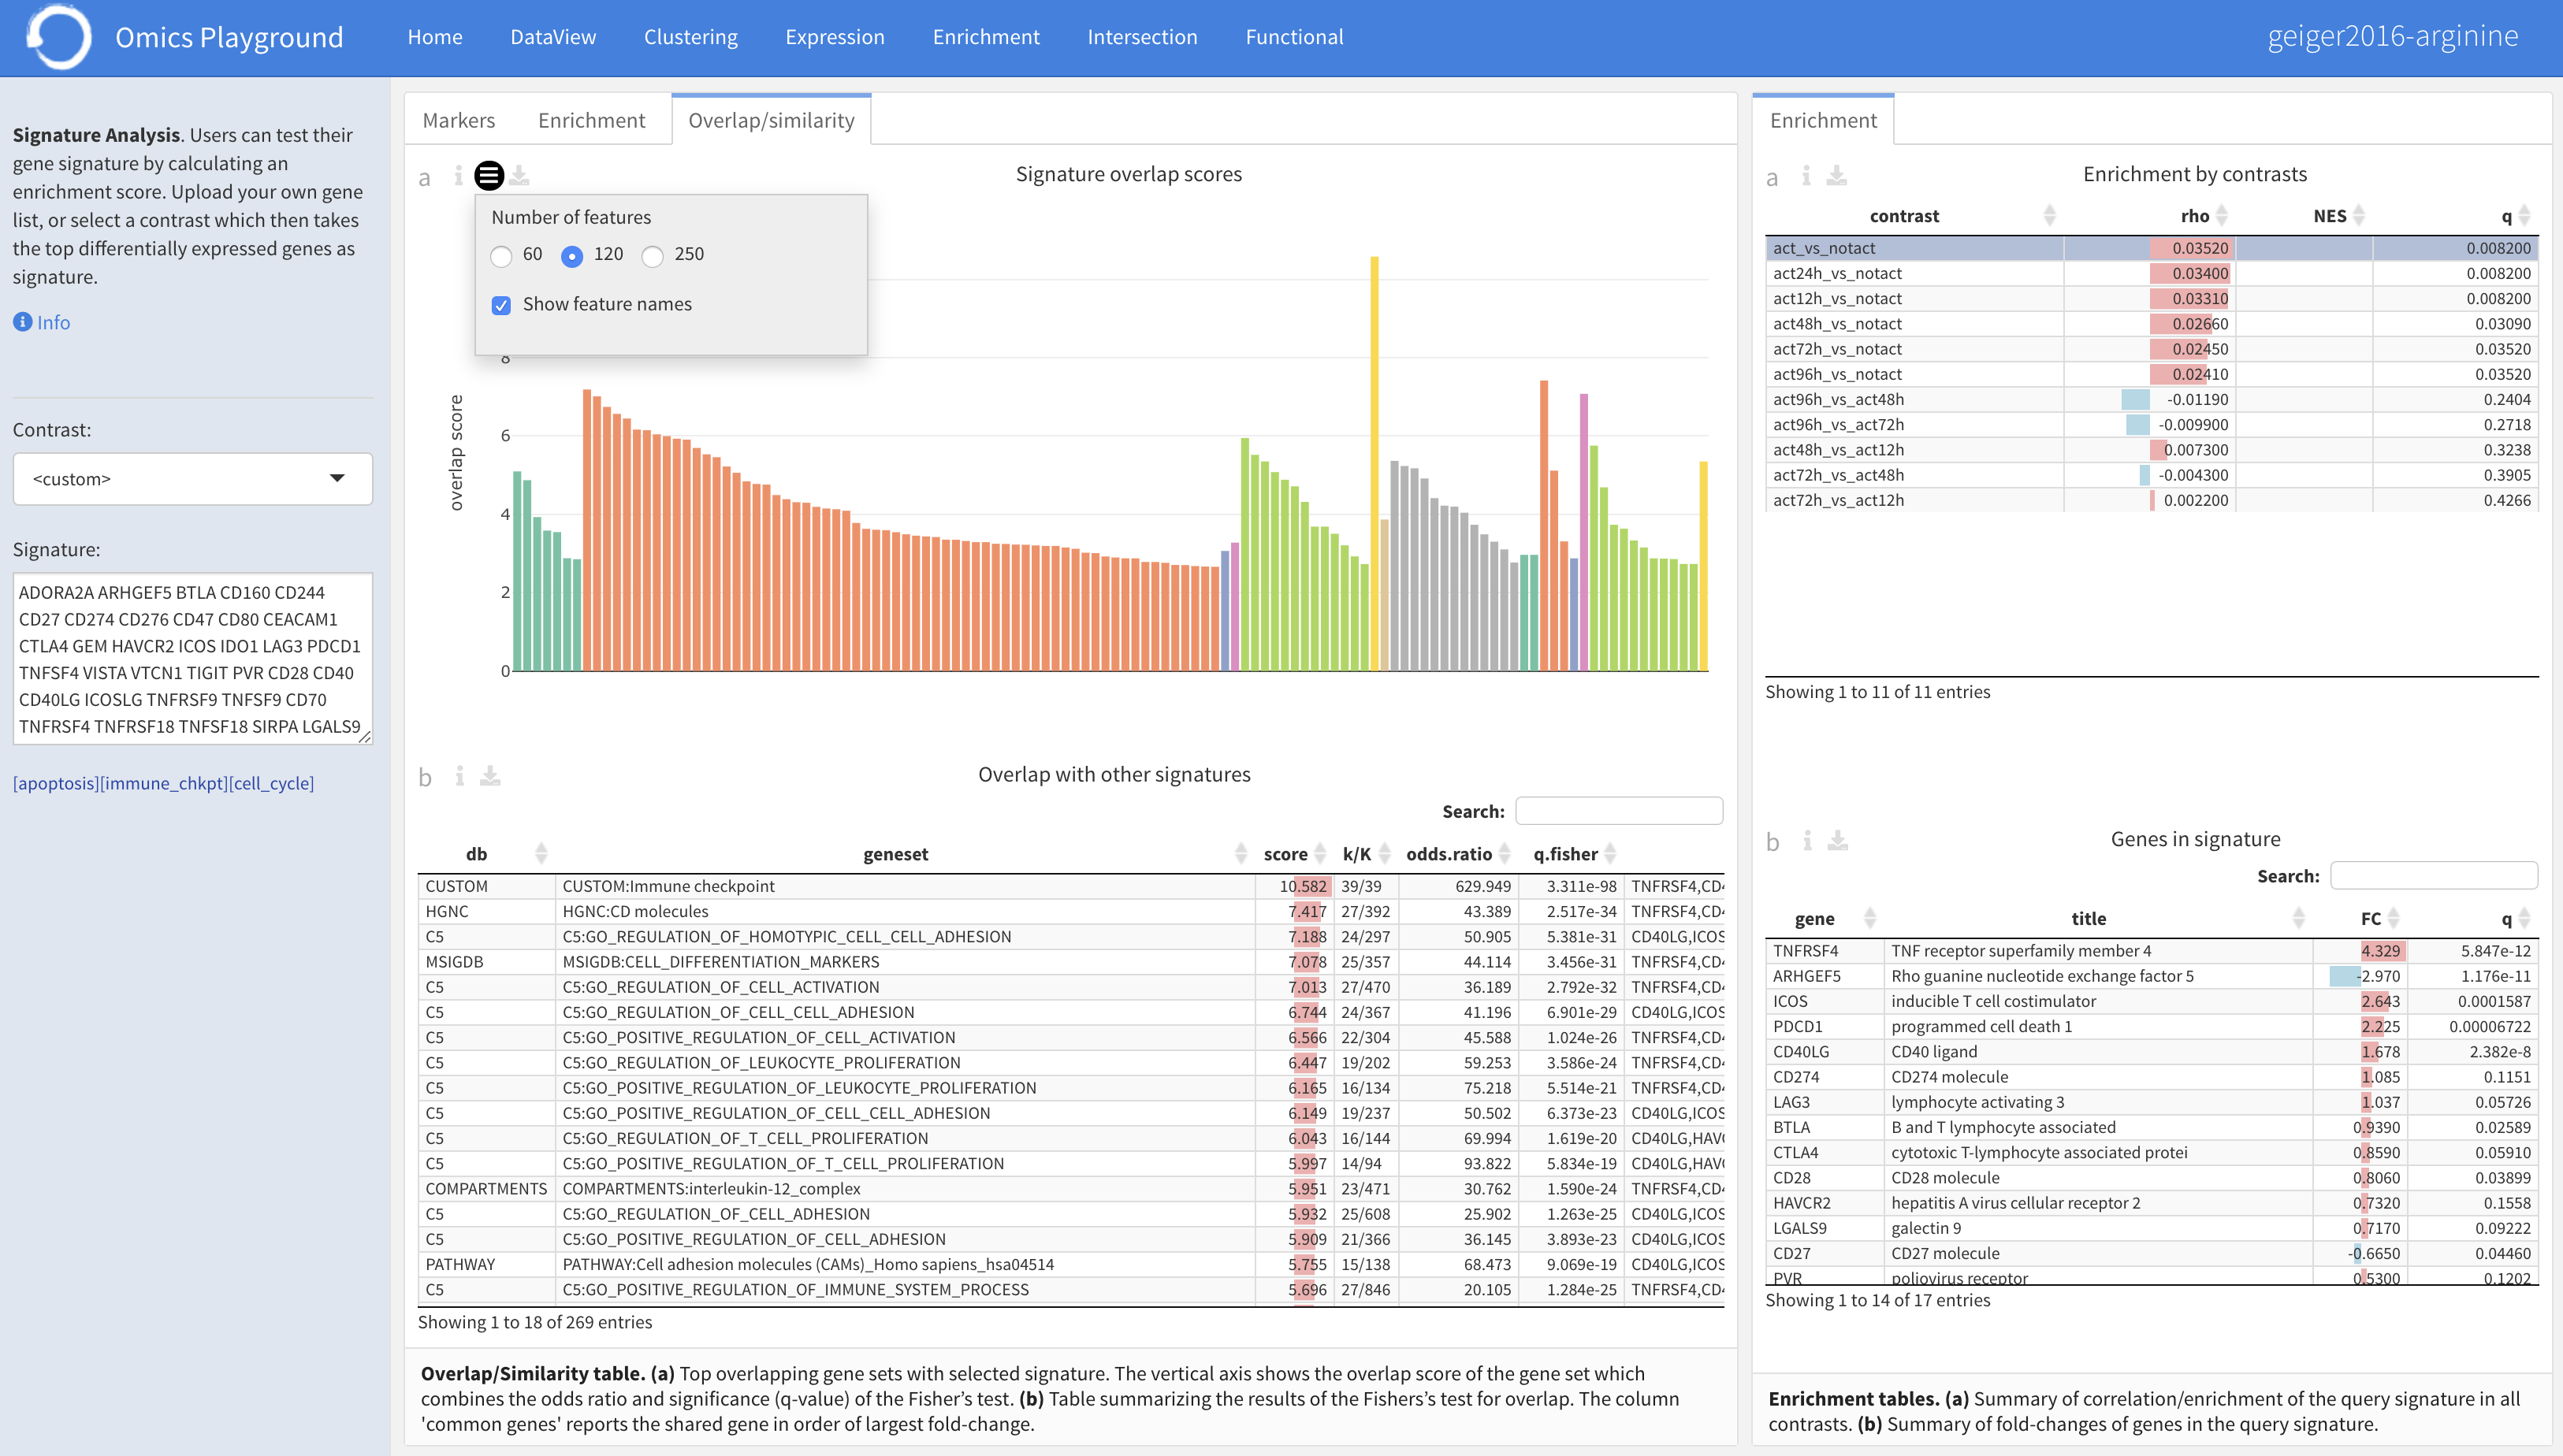 Omics Playground
Home DataView Clustering Expression Enrichment Intersection Functional
geiger2016-arginine
Signature Analysis. Users can test their
gene signature by calculating an
enrichment score. Upload your own gene
list, or select a contrast which then takes
the top differentially expressed genes as
signature.
Info
Contrast:
<custom>
Signature:
ADORA2A ARHGEF5 BTLA CD160 CD244
CD27 CD274 CD276 CD47 CD80 CEACAM1
CTLA4 GEM HAVCR2 ICOS IDO1 LAG3 PDCD1
TNFSF4 VISTA VTCN1 TIGIT PVR CD28 CD40
CD40LG ICOSLG TNFRSF9 TNFSF9 CD70
TNFRSF4 TNFRSF18 TNFSF18 SIRPA LGALS9
[apoptosis][immune_chkpt][cell_cycle]
Markers Enrichment Overlap/similarity
a i Signature overlap scores
Number of features
60 120 250
Show feature names
overlap score
8
6
4
2
0
b i Overlap with other signatures
Search:
db geneset score k/K odds.ratio q.fisher
CUSTOM CUSTOM:Immune checkpoint 10.582 39/39 629.949 3.311e-98 TNFRSF4,CD4
HGNC HGNC:CD molecules 7.417 27/392 43.389 2.517e-34 TNFRSF4,CD4
C5 C5:GO_REGULATION_OF_HOMOTYPIC_CELL_CELL_ADHESION 7.188 24/297 50.905 5.381e-31 CD40LG,ICOS
MSIGDB MSIGDB:CELL_DIFFERENTIATION_MARKERS 7.078 25/357 44.114 3.456e-31 TNFRSF4,CD4
C5 C5:GO_REGULATION_OF_CELL_ACTIVATION 7.013 27/470 36.189 2.792e-32 TNFRSF4,CD4
C5 C5:GO_REGULATION_OF_CELL_CELL_ADHESION 6.744 24/367 41.196 6.901e-29 CD40LG,ICOS
C5 C5:GO_POSITIVE_REGULATION_OF_CELL_ACTIVATION 6.566 22/304 45.588 1.024e-26 TNFRSF4,CD4
C5 C5:GO_REGULATION_OF_LEUKOCYTE_PROLIFERATION 6.447 19/202 59.253 3.586e-24 TNFRSF4,CD4
C5 C5:GO_POSITIVE_REGULATION_OF_LEUKOCYTE_PROLIFERATION 6.165 16/134 75.218 5.514e-21 TNFRSF4,CD4
C5 C5:GO_POSITIVE_REGULATION_OF_CELL_CELL_ADHESION 6.149 19/237 50.502 6.373e-23 CD40LG,ICOS
C5 C5:GO_REGULATION_OF_T_CELL_PROLIFERATION 6.043 16/144 69.994 1.619e-20 CD40LG,HAV
C5 C5:GO_POSITIVE_REGULATION_OF_T_CELL_PROLIFERATION 5.997 14/94 93.822 5.834e-19 CD40LG,HAV
COMPARTMENTS COMPARTMENTS:interleukin-12_complex 5.951 23/471 30.762 1.590e-24 TNFRSF4,CD4
C5 C5:GO_REGULATION_OF_CELL_ADHESION 5.932 25/608 25.902 1.263e-25 CD40LG,ICOS
C5 C5:GO_POSITIVE_REGULATION_OF_CELL_ADHESION 5.909 21/366 36.145 3.893e-23 CD40LG,ICOS
PATHWAY PATHWAY:Cell adhesion molecules (CAMs)_Homo sapiens_hsa04514 5.755 15/138 68.473 9.069e-19 CD40LG,ICOS
C5 C5:GO_POSITIVE_REGULATION_OF_IMMUNE_SYSTEM_PROCESS 5.696 27/846 20.105 1.284e-25 TNFRSF4,CD4
Showing 1 to 18 of 269 entries
Overlap/Similarity table. (a) Top overlapping gene sets with selected signature. The vertical axis shows the overlap score of the gene set which
combines the odds ratio and significance (q-value) of the Fisher's test. (b) Table summarizing the results of the Fishers's test for overlap. The column
'common genes' reports the shared gene in order of largest fold-change.
Enrichment
a i Enrichment by contrasts
contrast rho NES q
act_vs_notact 0.03520 0.008200
act24h_vs_notact 0.03400 0.008200
act12h_vs_notact 0.03310 0.008200
act48h_vs_notact 0.02660 0.03090
act72h_vs_notact 0.02450 0.03520
act96h_vs_notact 0.02410 0.03520
act96h_vs_act48h -0.01190 0.2404
act96h_vs_act72h -0.009900 0.2718
act48h_vs_act12h 0.007300 0.3238
act72h_vs_act48h -0.004300 0.3905
act72h_vs_act12h 0.002200 0.4266
Showing 1 to 11 of 11 entries
b i Genes in signature
Search:
gene title FC q
TNFRSF4 TNF receptor superfamily member 4 4.329 5.847e-12
ARHGEF5 Rho guanine nucleotide exchange factor 5 -2.970 1.176e-11
ICOS inducible T cell costimulator 2.643 0.0001587
PDCD1 programmed cell death 1 2.225 0.00006722
CD40LG CD40 ligand 1.678 2.382e-8
CD274 CD274 molecule 1.085 0.1151
LAG3 lymphocyte activating 3 1.037 0.05726
BTLA B and T lymphocyte associated 0.9390 0.02589
CTLA4 cytotoxic T-lymphocyte associated protei 0.8590 0.05910
CD28 CD28 molecule 0.8060 0.03899
HAVCR2 hepatitis A virus cellular receptor 2 0.7320 0.1558
LGALS9 galectin 9 0.7170 0.09222
CD27 CD27 molecule -0.6650 0.04460
PVR poliovirus receptor 0.5300 0.1202
Showing 1 to 14 of 17 entries
Enrichment tables. (a) Summary of correlation/enrichment of the query signature in all
contrasts. (b) Summary of fold-changes of genes in the query signature.